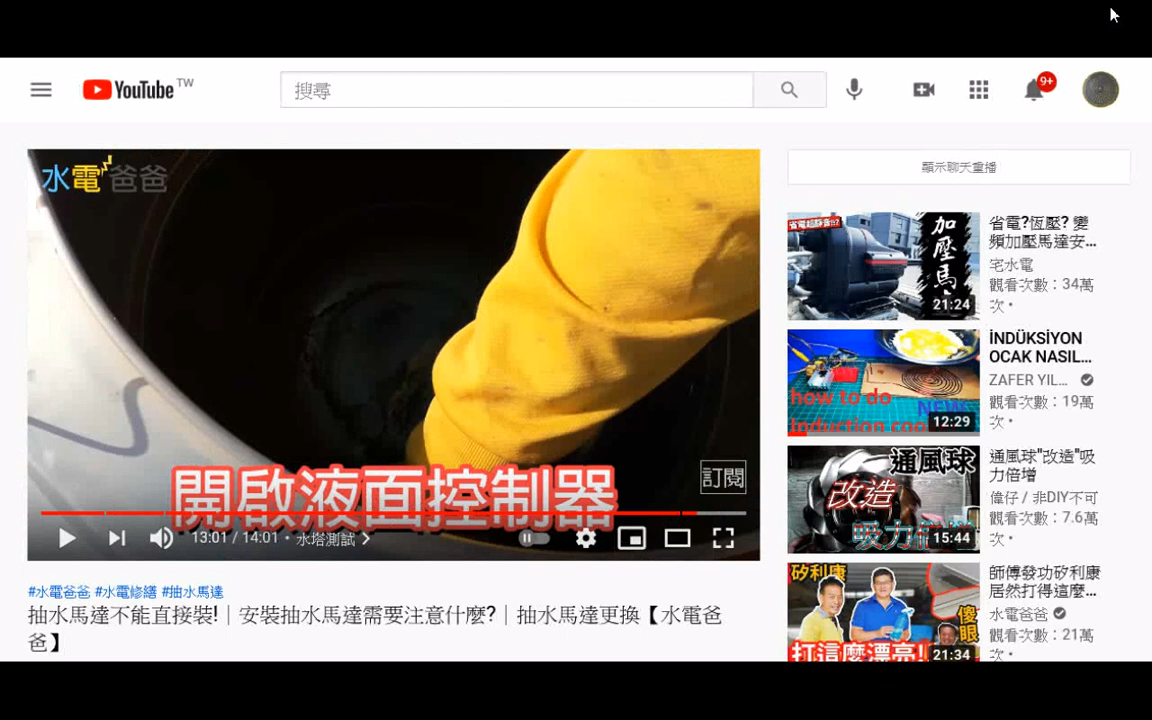 YouTube TW
搜尋
9+
水電爸爸
開啟液面控制器
訂閱
13:01 / 14:01 • 水塔測試
#水電爸爸 #水電修繕 #抽水馬達
抽水馬達不能直接裝!｜安裝抽水馬達需要注意什麼?｜抽水馬達更換【水電爸
爸】
顯示聊天重播
加壓馬
21:24
省電?恆壓? 變
頻加壓馬達安...
宅水電
觀看次數：34萬
次 •
how to do
NEW
Induction coo
12:29
İNDÜKSİYON
OCAK NASIL...
ZAFER YIL...
觀看次數：19萬
次 •
通風球
改造
吸力
15:44
通風球"改造"吸
力倍增
偉仔 / 非DIY不可
觀看次數：7.6萬
次 •
矽利康
傻眼
打這麼漂亮!!
21:34
師傅發功矽利康
居然打得這麼...
水電爸爸
觀看次數：21萬
次 •